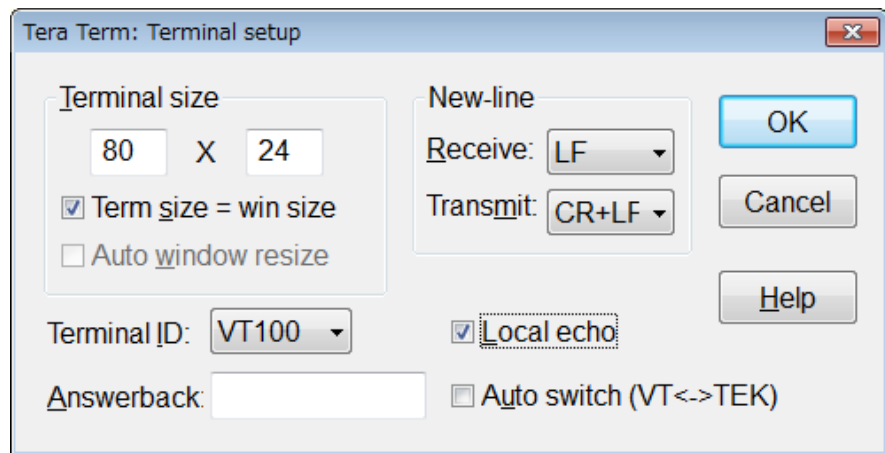 Tera Term: Terminal setup
Terminal size
80 X 24
Term size = win size
Auto window resize
New-line
Receive: LF
Transmit: CR+LF
OK
Cancel
Help
Terminal ID: VT100
Local echo
Answerback:
Auto switch (VT<->TEK)